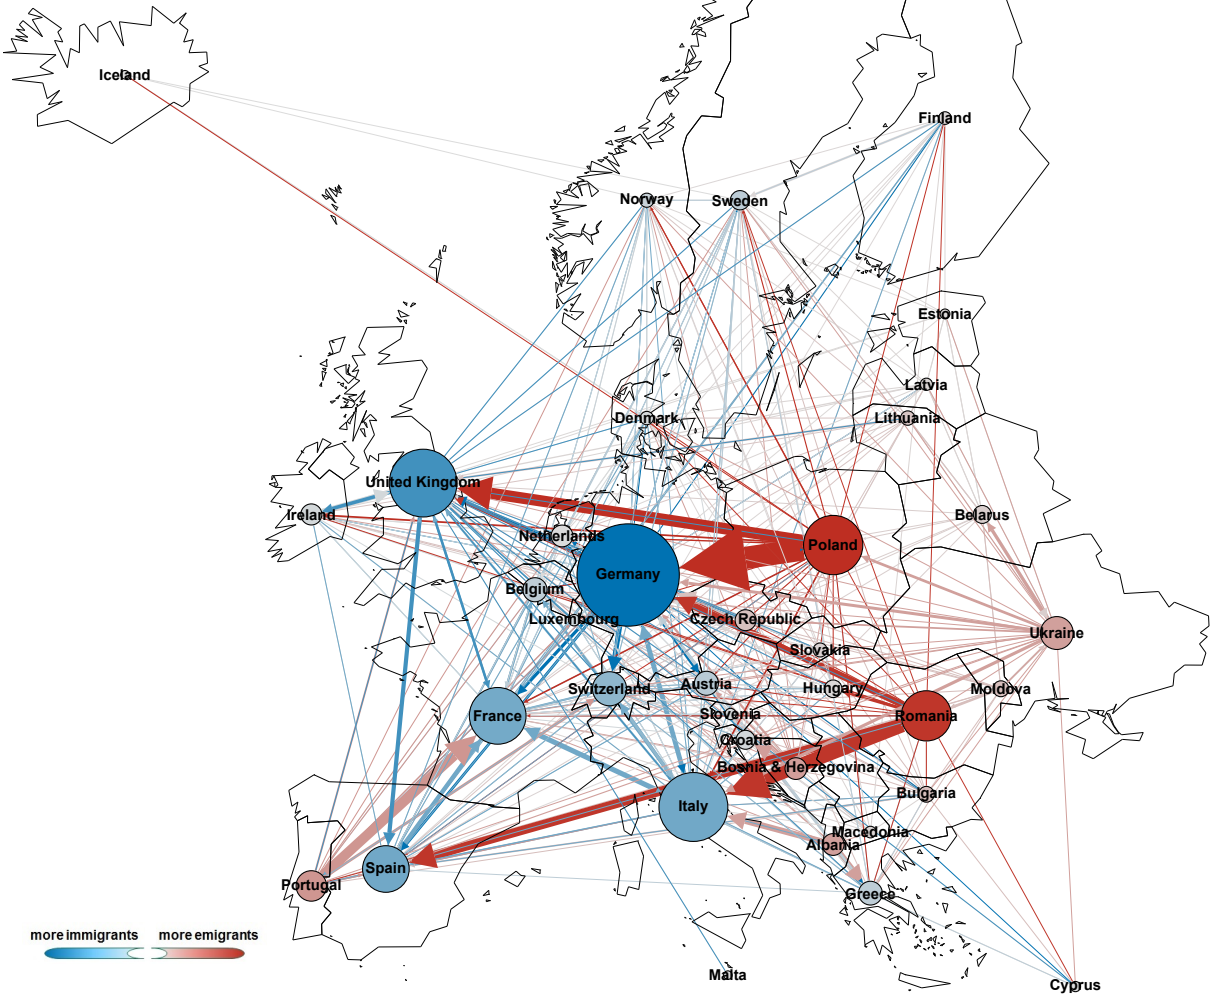 Iceland
Finland
Norway
Sweden
Estonia
Latvia
Denmark
Lithuania
United Kingdom
Ireland
Belarus
Netherlands
Poland
Germany
Belgium
Luxembourg
Czech Republic
Ukraine
Slovakia
Switzerland
Austria
Hungary
Moldova
France
Slovenia
Romania
Croatia
Bosnia & Herzegovina
Bulgaria
Italy
Macedonia
Albania
Spain
Portugal
Greece
more immigrants
more emigrants
Malta
Cyprus